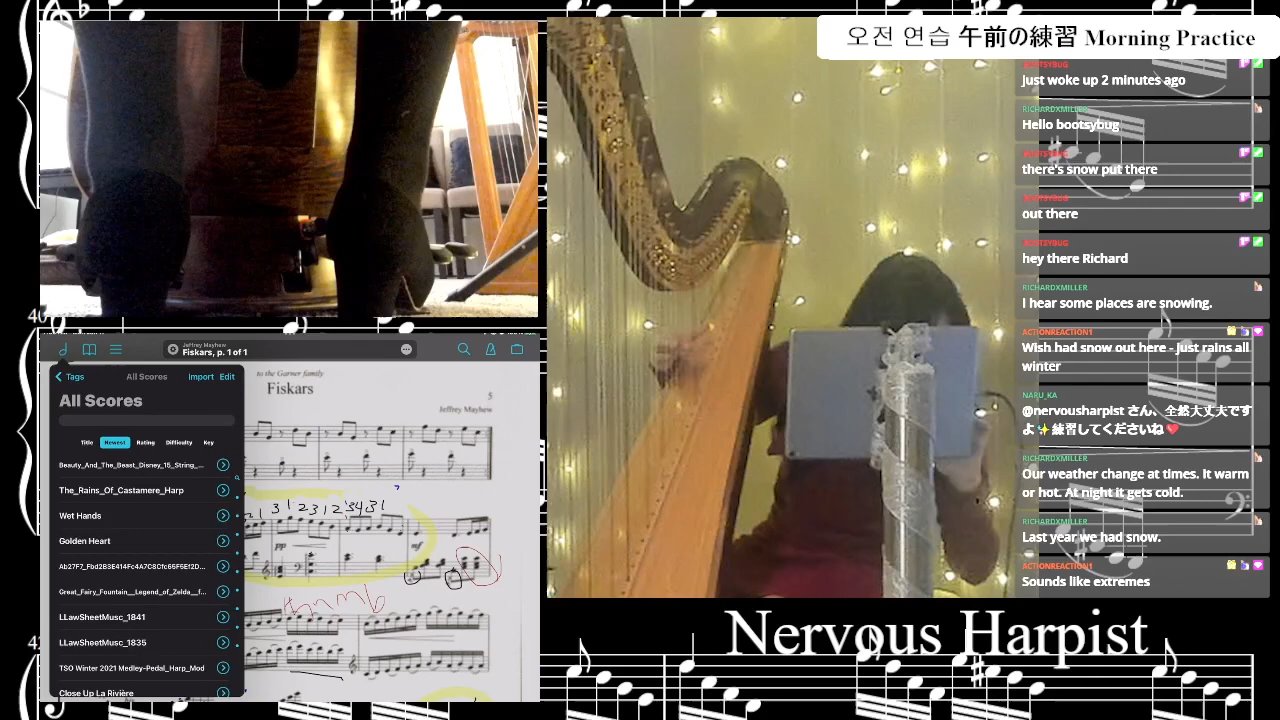 오전 연습 午前の練習 Morning Practice
BOOTSYBUG
just woke up 2 minutes ago
RICHARDXMILLER
Hello bootsybug
BOOTSYBUG
there's snow put there
BOOTSYBUG
out there
BOOTSYBUG
hey there Richard
RICHARDXMILLER
I hear some places are snowing.
ACTIONREACTION1
Wish had snow out here - just rains all
winter
NARU_KA
@nervousharpist さん、全然大丈夫です
よ✨練習してくださいね❤️
RICHARDXMILLER
Our weather change at times. It warm
or hot. At night it gets cold.
RICHARDXMILLER
Last year we had snow.
ACTIONREACTION1
Sounds like extremes
Nervous Harpist
Jeffrey Mayhew
Fiskars, p. 1 of 1
Tags
All Scores
Import
Edit
All Scores
Title
Newest
Rating
Difficulty
Key
Beauty_And_The_Beast_Disney_15_String_...
The_Rains_Of_Castamere_Harp
Wet Hands
Golden Heart
Great_Fairy_Fountain__Legend_of_Zelda__f...
LLawSheetMusc_1841
LLawSheetMusc_1835
TSO Winter 2021 Medley-Pedal_Harp_Mod
Close Up La Rivière
to the Garner family
Fiskars
5
Jeffrey Mayhew
?
pp
mf